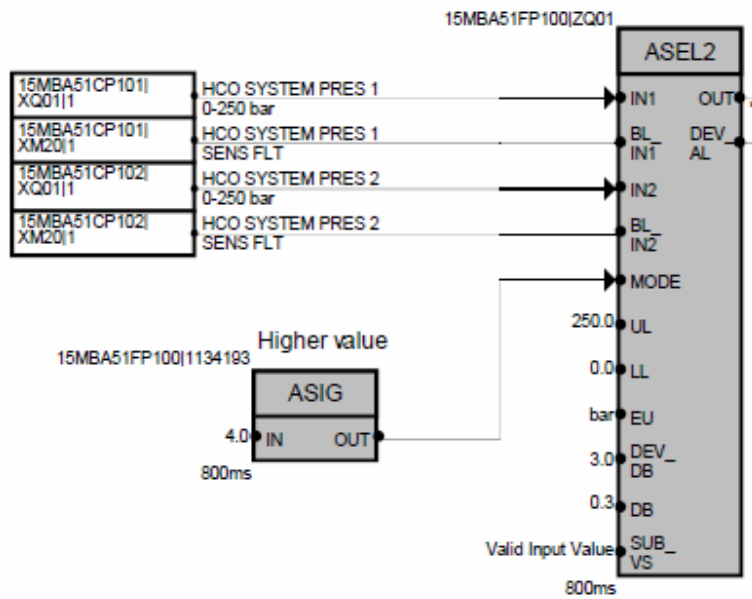 15MBA51FP100|ZQ01
ASEL2
15MBA51CP101|
XQ01|1
HCO SYSTEM PRES 1
0-250 bar
IN1
OUT
15MBA51CP101|
XM20|1
HCO SYSTEM PRES 1
SENS FLT
BL_
IN1
DEV_
AL
15MBA51CP102|
XQ01|1
HCO SYSTEM PRES 2
0-250 bar
IN2
15MBA51CP102|
XM20|1
HCO SYSTEM PRES 2
SENS FLT
BL_
IN2
MODE
250.0
UL
0.0
LL
bar
EU
3.0
DEV_
DB
0.3
DB
Valid Input Value
SUB_
VS
800ms
Higher value
15MBA51FP100|1134193
ASIG
4.0
IN
OUT
800ms